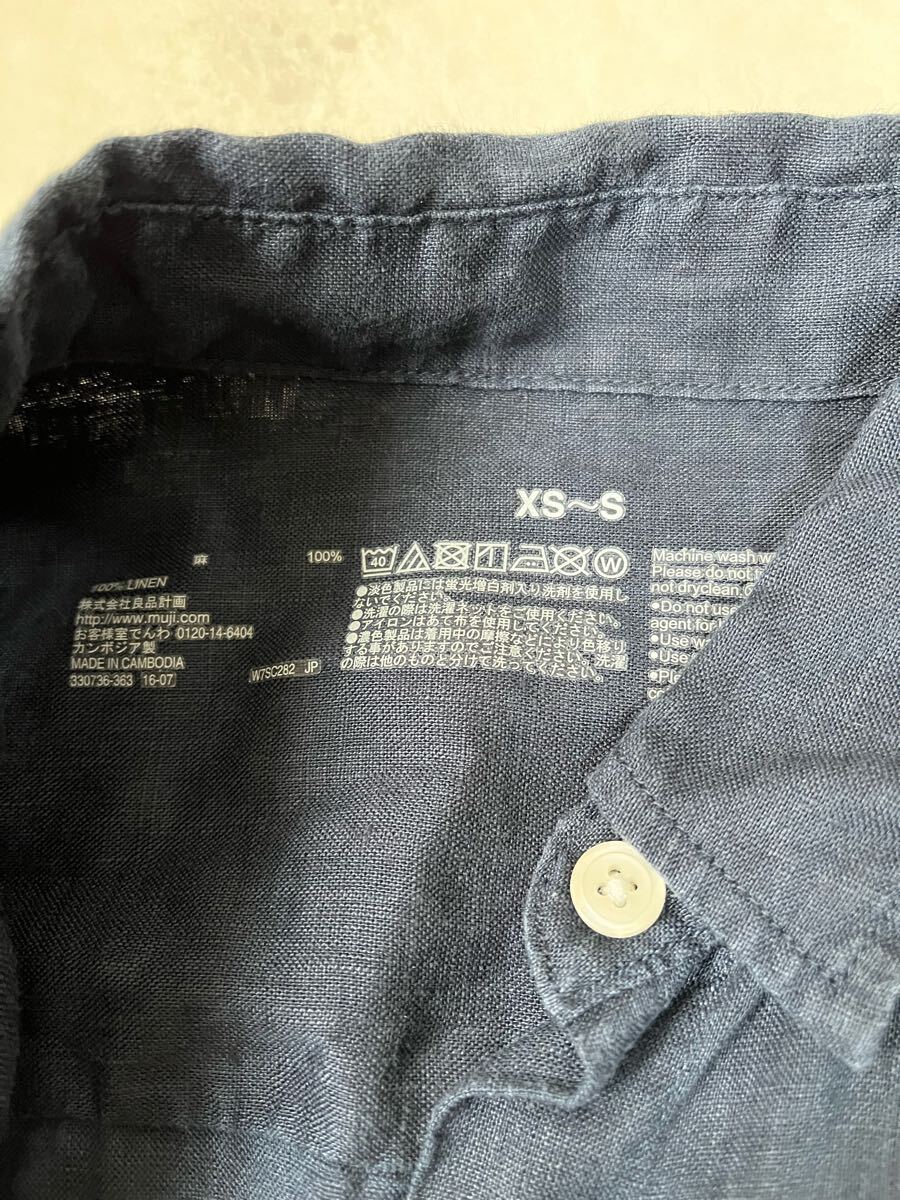 XS～S
麻 100%
100% LINEN
株式会社良品計画
http://www.muji.com
お客様室でんわ 0120-14-6404
カンボジア製
MADE IN CAMBODIA
330736-363 16-07
W7SC282 JP
40
W
●淡色製品には蛍光増白剤入り洗剤を使用し
ないでください。
●洗濯の際は洗濯ネットをご使用ください。
●アイロンはあて布を使用してください。
●濃色製品は着用中の摩擦などにより色移り
する事がありますのでご注意ください。洗濯
の際は他のものと分けて洗ってください。
Machine wash
Please do not
not dryclean.
●Do not use
agent for
●Use
●Use